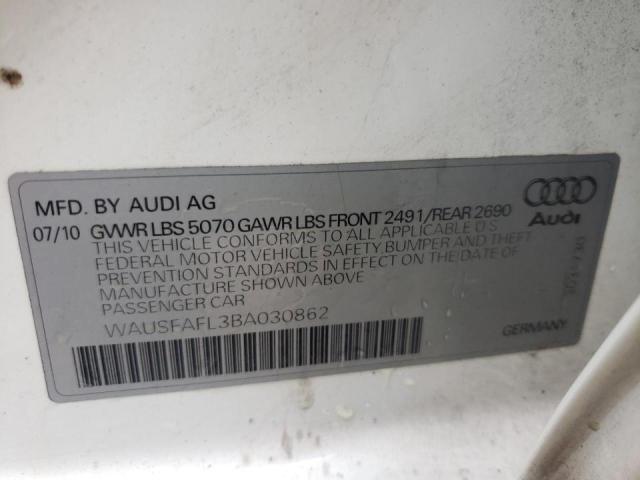 MFD. BY AUDI AG
07/10 GVWR LBS 5070 GAWR LBS FRONT 2491/REAR 2690
THIS VEHICLE CONFORMS TO ALL APPLICABLE U S
FEDERAL MOTOR VEHICLE SAFETY, BUMPER AND THEFT
PREVENTION STANDARDS IN EFFECT ON THE DATE OF
MANUFACTURE SHOWN ABOVE
PASSENGER CAR
WAUSFAFL3BA030862
Audi
GERMANY